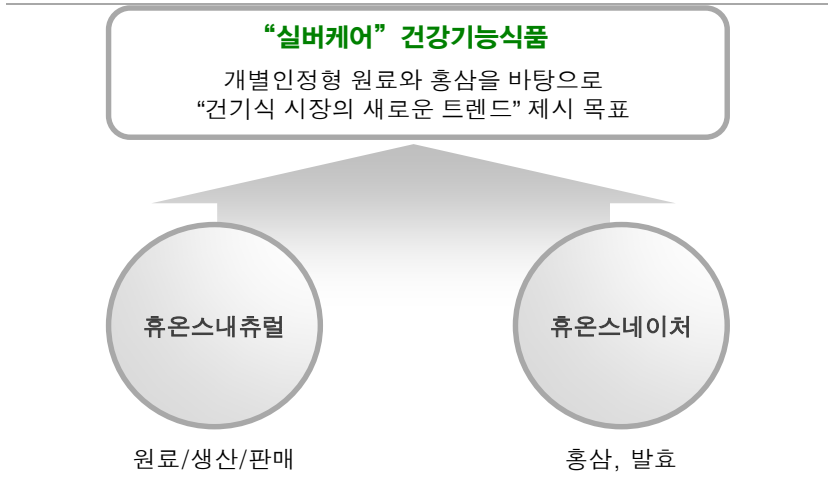 “실버케어” 건강기능식품
개별인정형 원료와 홍삼을 바탕으로
“건기식 시장의 새로운 트렌드” 제시 목표
휴온스내츄럴
휴온스네이처
원료/생산/판매
홍삼, 발효